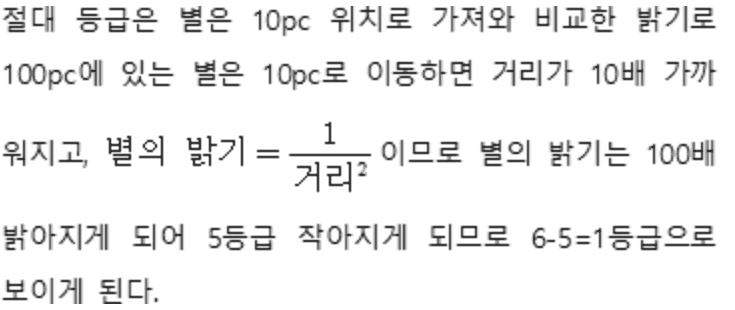 절대 등급은 별은 10pc 위치로 가져와 비교한 밝기로
100pc에 있는 별은 10pc로 이동하면 거리가 10배 가까
워지고, 별의 밝기 = 1/거리² 이므로 별의 밝기는 100배
밝아지게 되어 5등급 작아지게 되므로 6-5=1등급으로
보이게 된다.